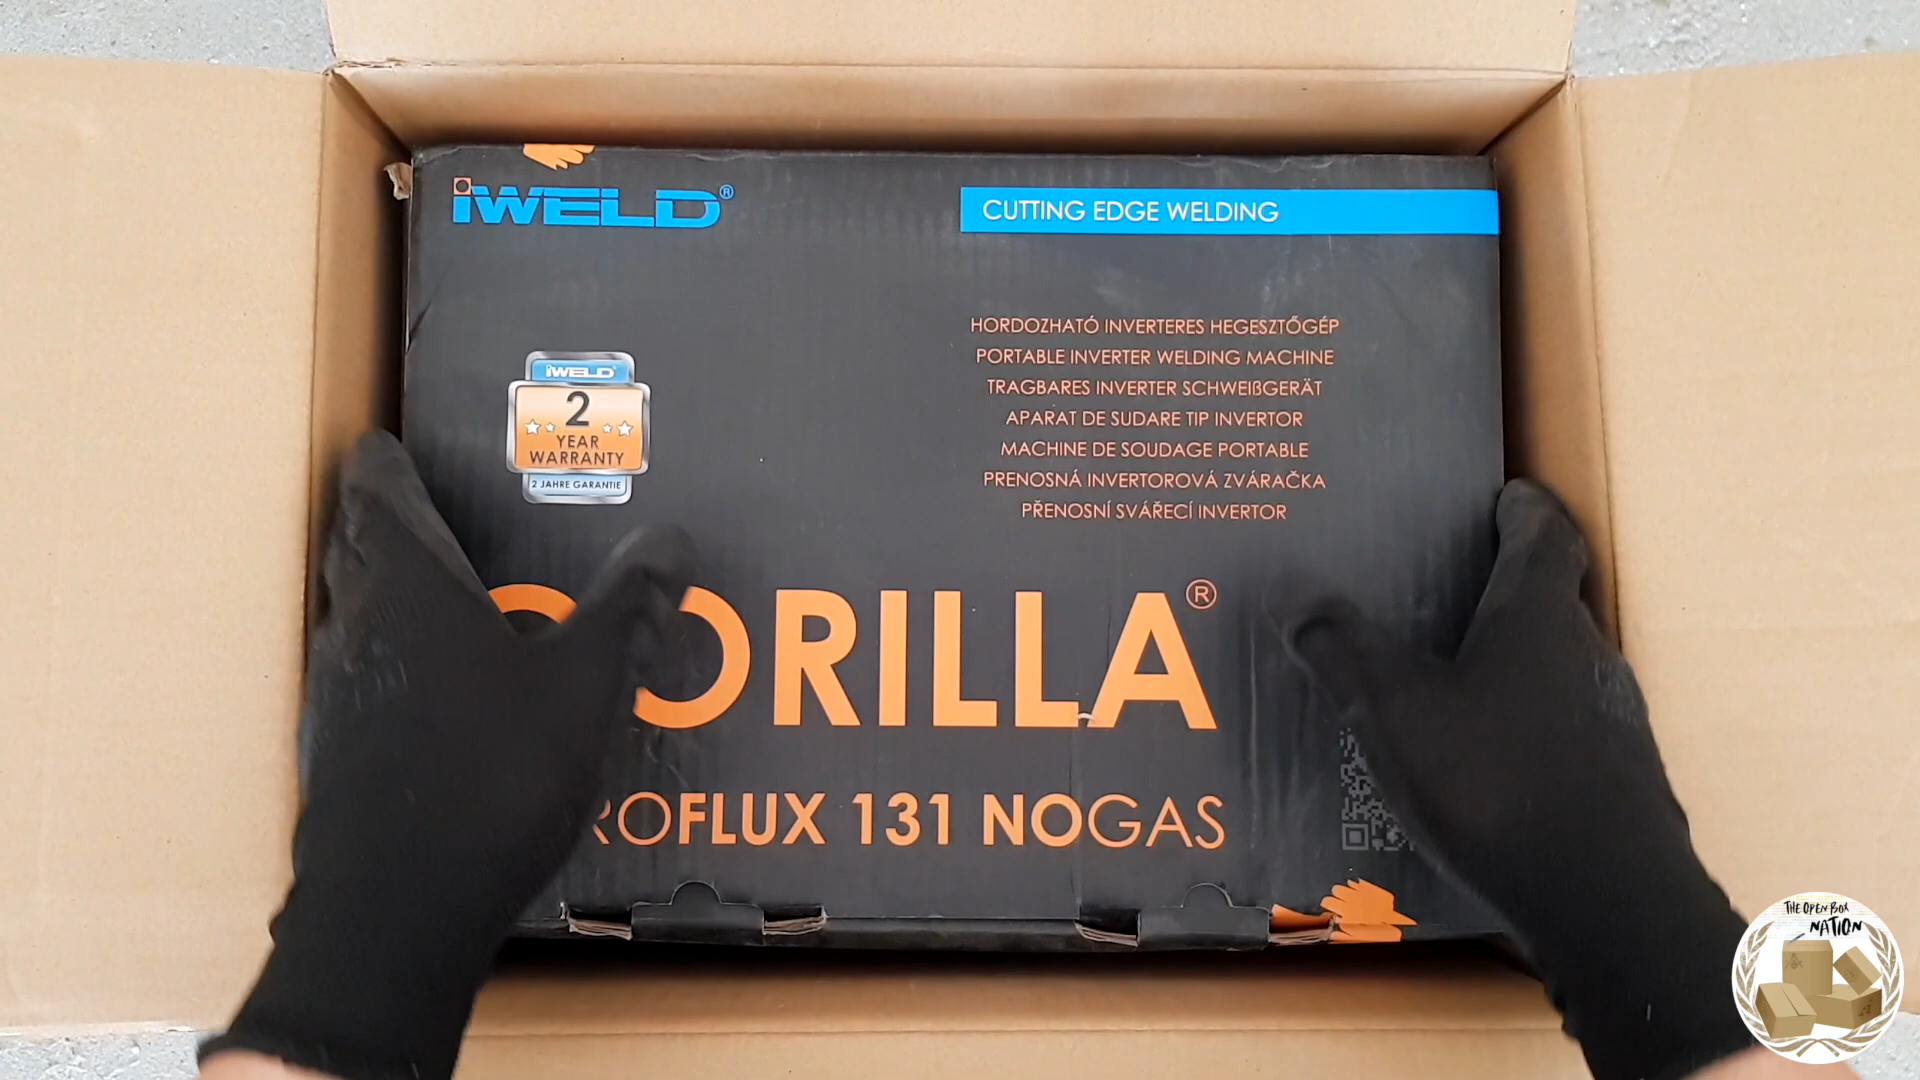 iWELD®
CUTTING EDGE WELDING
HORDOZHATÓ INVERTERES HEGESZTŐGÉP
PORTABLE INVERTER WELDING MACHINE
TRAGBARES INVERTER SCHWEIßGERÄT
APARAT DE SUDARE TIP INVERTOR
MACHINE DE SOUDAGE PORTABLE
PRENOSNÁ INVERTOROVÁ ZVÁRAČKA
PŘENOSNÍ SVÁŘECÍ INVERTOR
iWELD
2
YEAR
WARRANTY
2 JAHRE GARANTIE
GORILLA®
ROFLUX 131 NOGAS
THE OPEN BOX
NATION